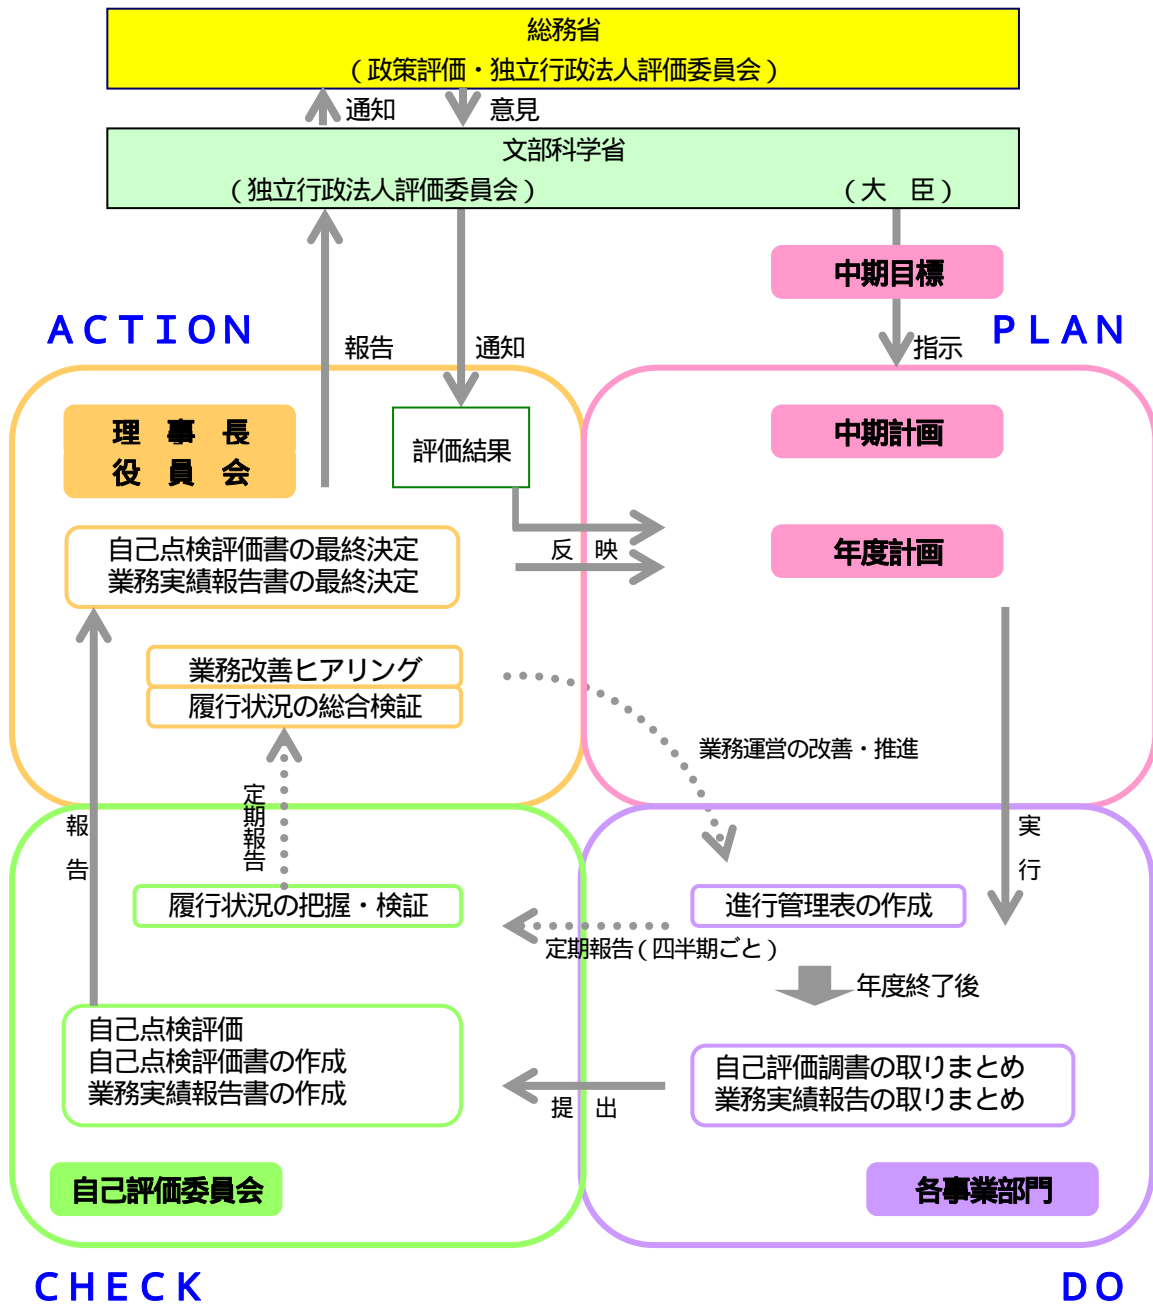 総務省
（政策評価・独立行政法人評価委員会）
通知
意見
文部科学省
（独立行政法人評価委員会）
（大　臣）
中期目標
ＡＣＴＩＯＮ
ＰＬＡＮ
報告
通知
指示
理　事　長
役　員　会
評価結果
中期計画
反　映
年度計画
自己点検評価書の最終決定
業務実績報告書の最終決定
業務改善ヒアリング
履行状況の総合検証
業務運営の改善・推進
定期報告
報　告
実　行
履行状況の把握・検証
進行管理表の作成
定期報告（四半期ごと）
年度終了後
自己点検評価
自己点検評価書の作成
業務実績報告書の作成
自己評価調書の取りまとめ
業務実績報告の取りまとめ
提　出
自己評価委員会
各事業部門
ＣＨＥＣＫ
ＤＯ